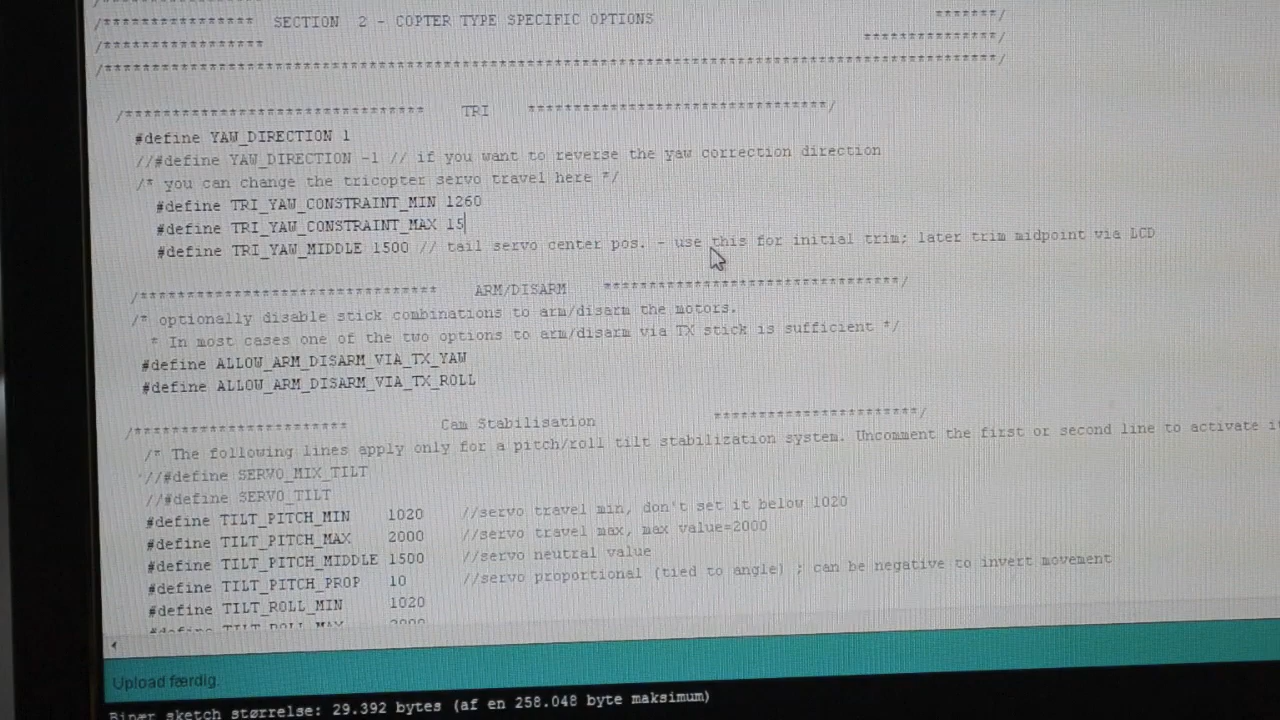 /**************** SECTION  2 - COPTER TYPE SPECIFIC OPTIONS *******/
/***************** ***************/
/***********************************************************************************************/
/******************************** TRI ********************************/
#define YAW_DIRECTION 1
//#define YAW_DIRECTION -1 // if you want to reverse the yaw correction direction
/* you can change the tricopter servo travel here */
#define TRI_YAW_CONSTRAINT_MIN 1260
#define TRI_YAW_CONSTRAINT_MAX 15
#define TRI_YAW_MIDDLE 1500 // tail servo center pos. - use this for initial trim; later trim midpoint via LCD
/******************************** ARM/DISARM ********************************/
/* optionally disable stick combinations to arm/disarm the motors.
* In most cases one of the two options to arm/disarm via TX stick is sufficient */
#define ALLOW_ARM_DISARM_VIA_TX_YAW
#define ALLOW_ARM_DISARM_VIA_TX_ROLL
/*********************** Cam Stabilisation ***********************/
/* The following lines apply only for a pitch/roll tilt stabilization system. Uncomment the first or second line to activate
//#define SERVO_MIX_TILT
//#define SERVO_TILT
#define TILT_PITCH_MIN 1020 //servo travel min, don't set it below 1020
#define TILT_PITCH_MAX 2000 //servo travel max, max value=2000
#define TILT_PITCH_MIDDLE 1500 //servo neutral value
#define TILT_PITCH_PROP 10 //servo proportional (tied to angle) ; can be negative to invert movement
#define TILT_ROLL_MIN 1020
#define TILT_ROLL_MAX 2000
Upload færdig.
Binær sketch størrelse: 29.392 bytes (af en 258.048 byte maksimum)